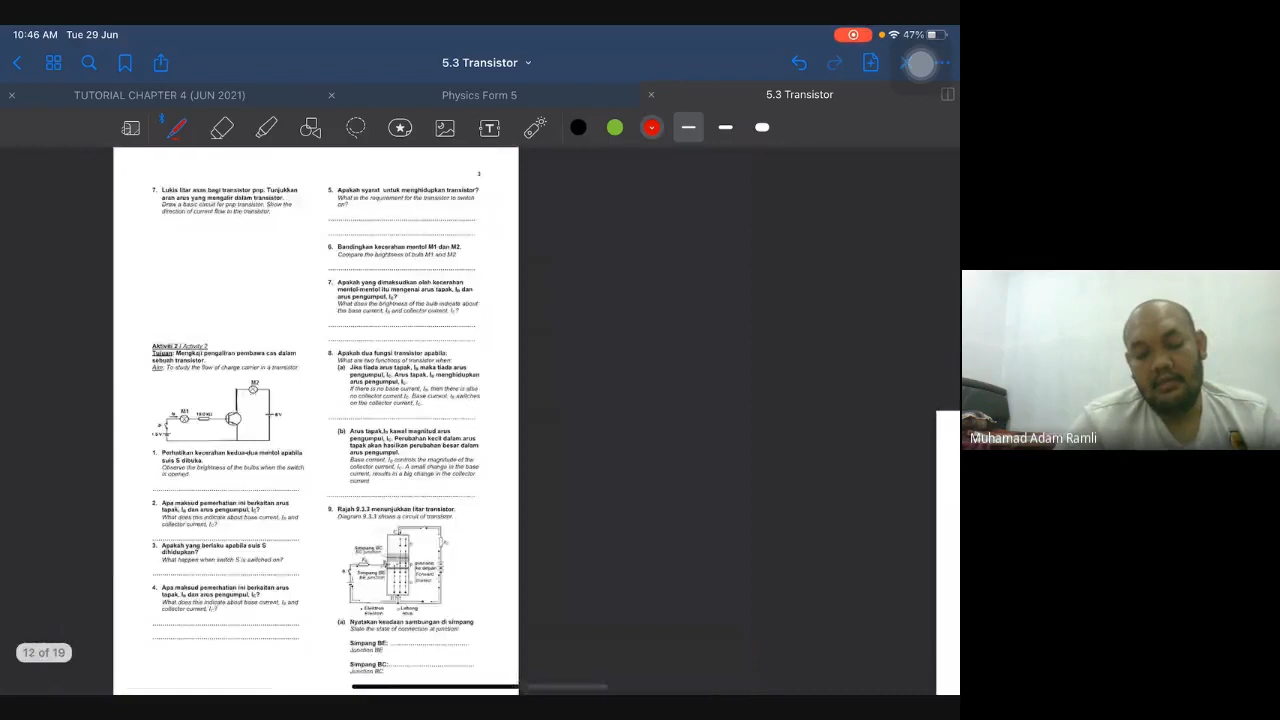 10:46 AM Tue 29 Jun
47%
5.3 Transistor
TUTORIAL CHAPTER 4 (JUN 2021)
Physics Form 5
5.3 Transistor
3
7. Lukis litar asas bagi transistor pnp. Tunjukkan
arah arus yang mengalir dalam transistor.
Draw a basic circuit for pnp transistor. Show the
direction of current flow in the transistor.
Aktiviti 2 / Activity 2
Tujuan: Mengkaji pengaliran pembawa cas dalam
sebuah transistor.
Aim: To study the flow of charge carrier in a transistor
M2
M1
1. Perhatikan kecerahan kedua-dua mentol apabila
suis S dibuka.
Observe the brightness of the bulbs when the switch
is opened.
2. Apa maksud pemerhatian ini berkaitan arus
tapak, IB dan arus pengumpul, IC?
What does this indicate about base current, IB and
collector current, IC?
3. Apakah yang berlaku apabila suis S
dihidupkan?
What happen when switch S is switched on?
4. Apa maksud pemerhatian ini berkaitan arus
tapak, IB dan arus pengumpul, IC?
What does this indicate about base current, IB and
collector current, IC?
5. Apakah syarat untuk menghidupkan transistor?
What is the requirement for the transistor is switch
on?
6. Bandingkan kecerahan mentol M1 dan M2.
Compare the brightness of bulb M1 and M2
7. Apakah yang dimaksudkan oleh kecerahan
mentol-mentol itu mengenai arus tapak, IB dan
arus pengumpul, IC?
What does the brightness of the bulb indicate about
the base current, IB and collector current, IC?
8. Apakah dua fungsi transistor apabila:
What are two functions of transistor when:
(a) Jika tiada arus tapak, IB maka tiada arus
pengumpul, IC. Arus tapak, IB menghidupkan
arus pengumpul, IC.
If there is no base current, IB, then there is also
no collector current IC. Base current, IB switches
on the collector current, IC.
(b) Arus tapak,IB kawal magnitud arus
pengumpul, IC. Perubahan kecil dalam arus
tapak akan hasilkan perubahan besar dalam
arus pengumpul.
Base current, IB controls the magnitude of the
collector current, IC. A small change in the base
current, results in a big change in the collector
current
9. Rajah 9.3.3 menunjukkan litar transistor.
Diagram 9.3.3 shows a circuit of transistor.
Simpang BC
BC junction
Simpang BE
BE junction
Elektron
Electron
Lohong
(a) Nyatakan keadaan sambungan di simpang
State the state of connection at junction:
Simpang BE:
Junction BE
Simpang BC:
Junction BC
12 of 19
Muhamad Adam Ramli